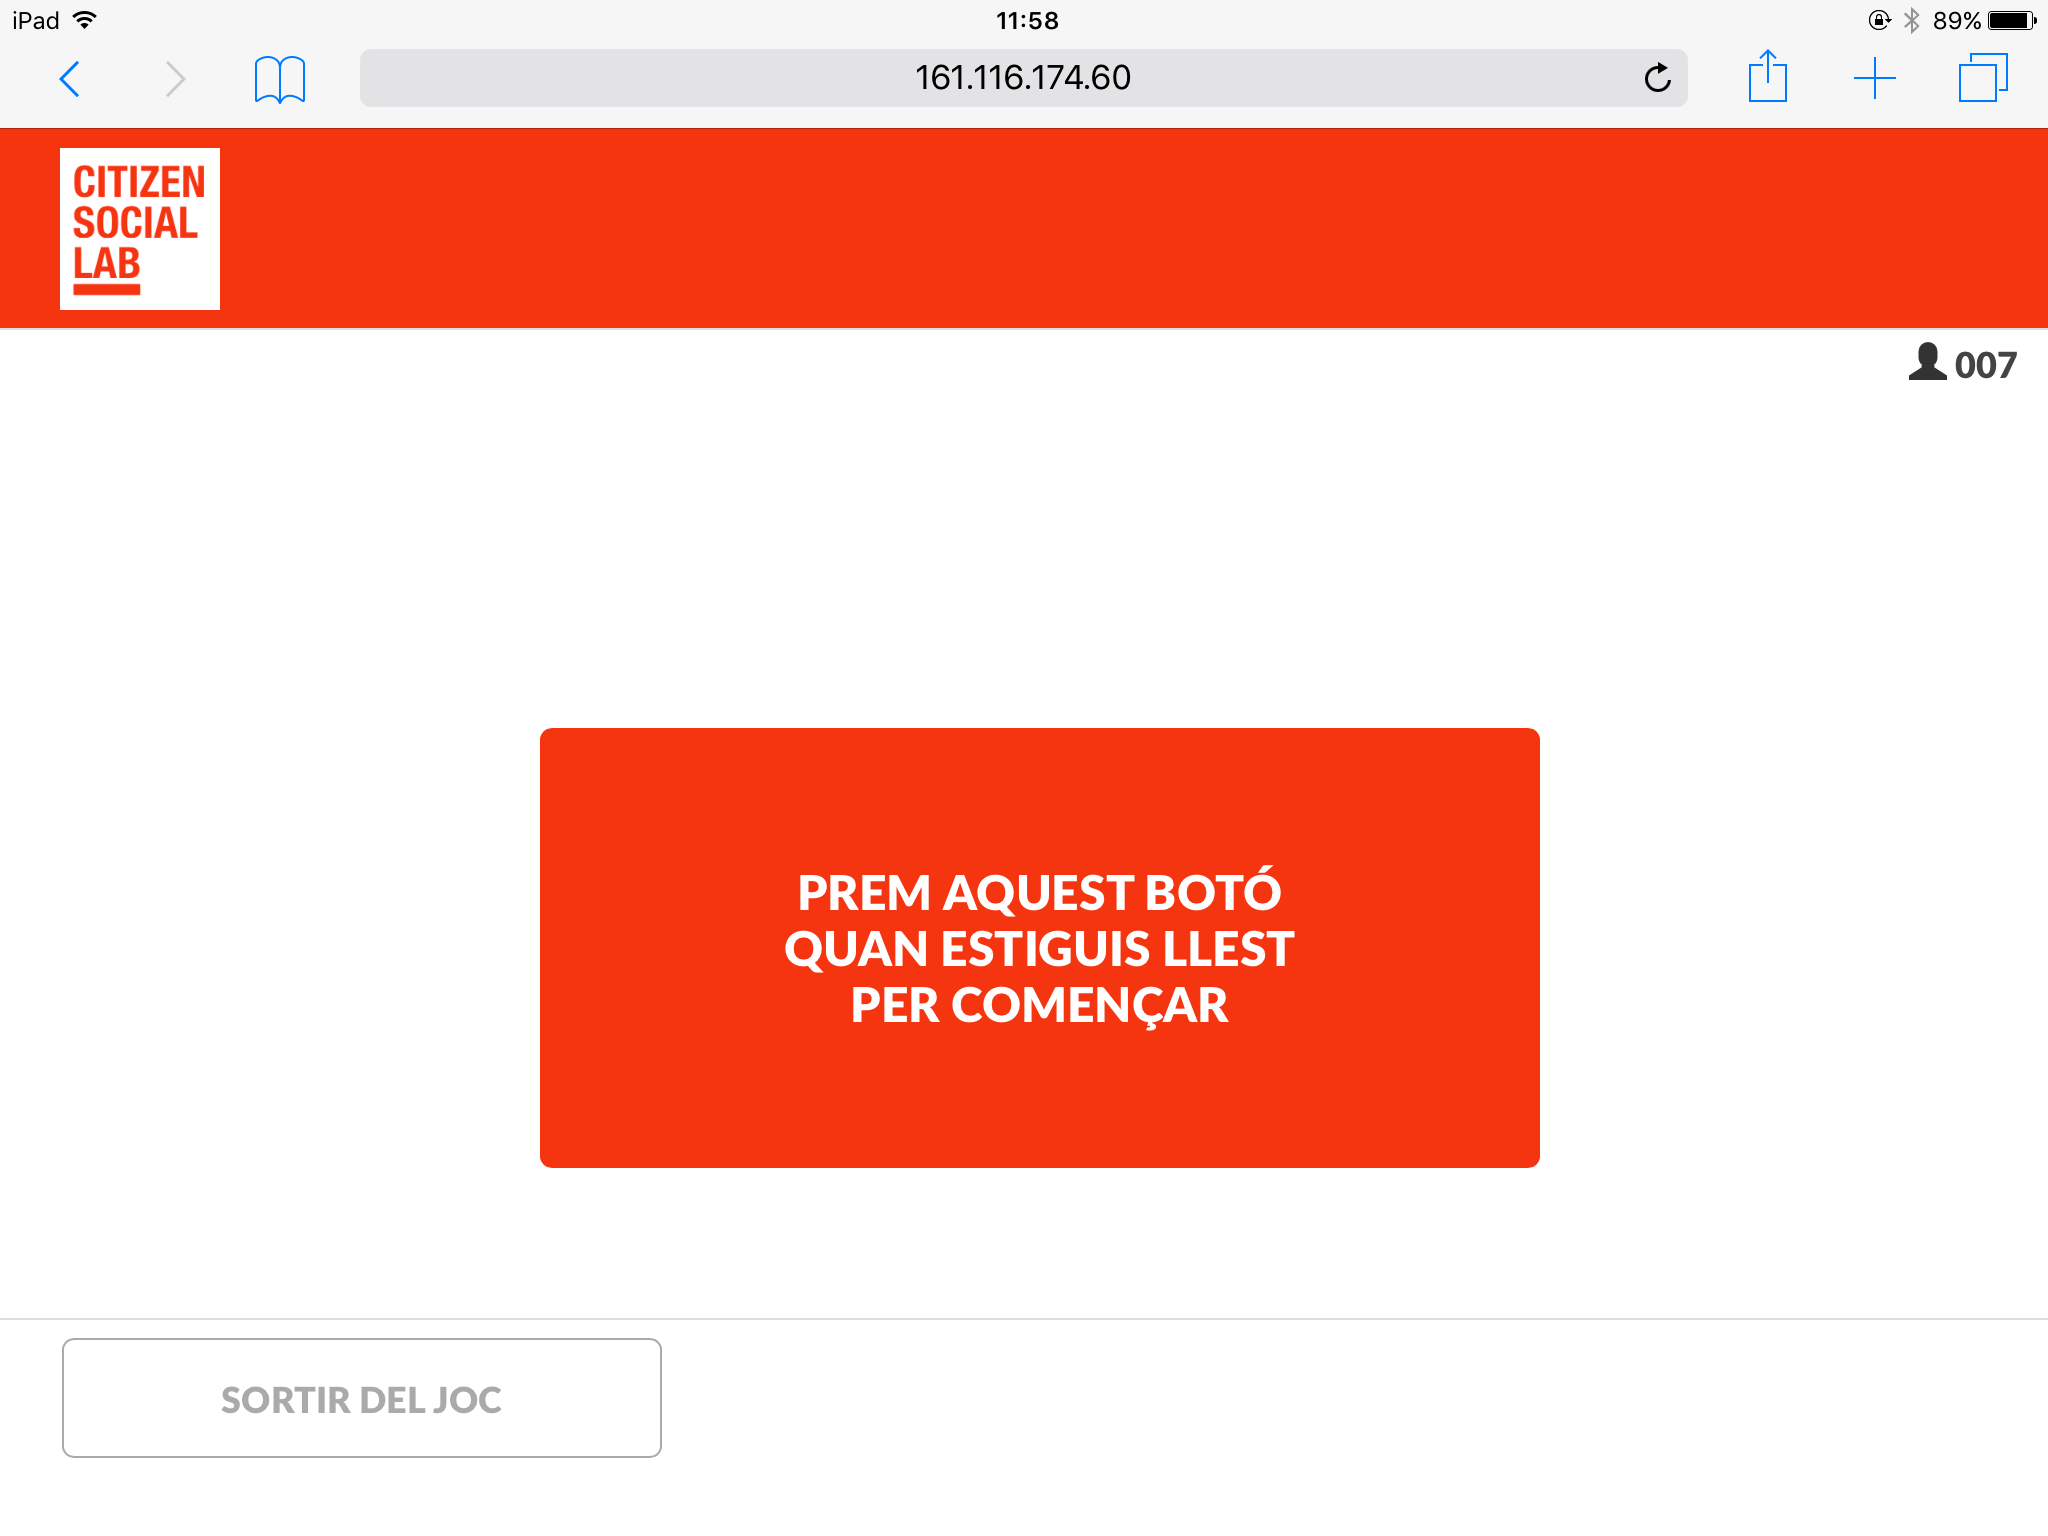 iPad
11:58
89%
161.116.174.60
CITIZEN
SOCIAL
LAB
007
PREM AQUEST BOTÓ
QUAN ESTIGUIS LLEST
PER COMENÇAR
SORTIR DEL JOC